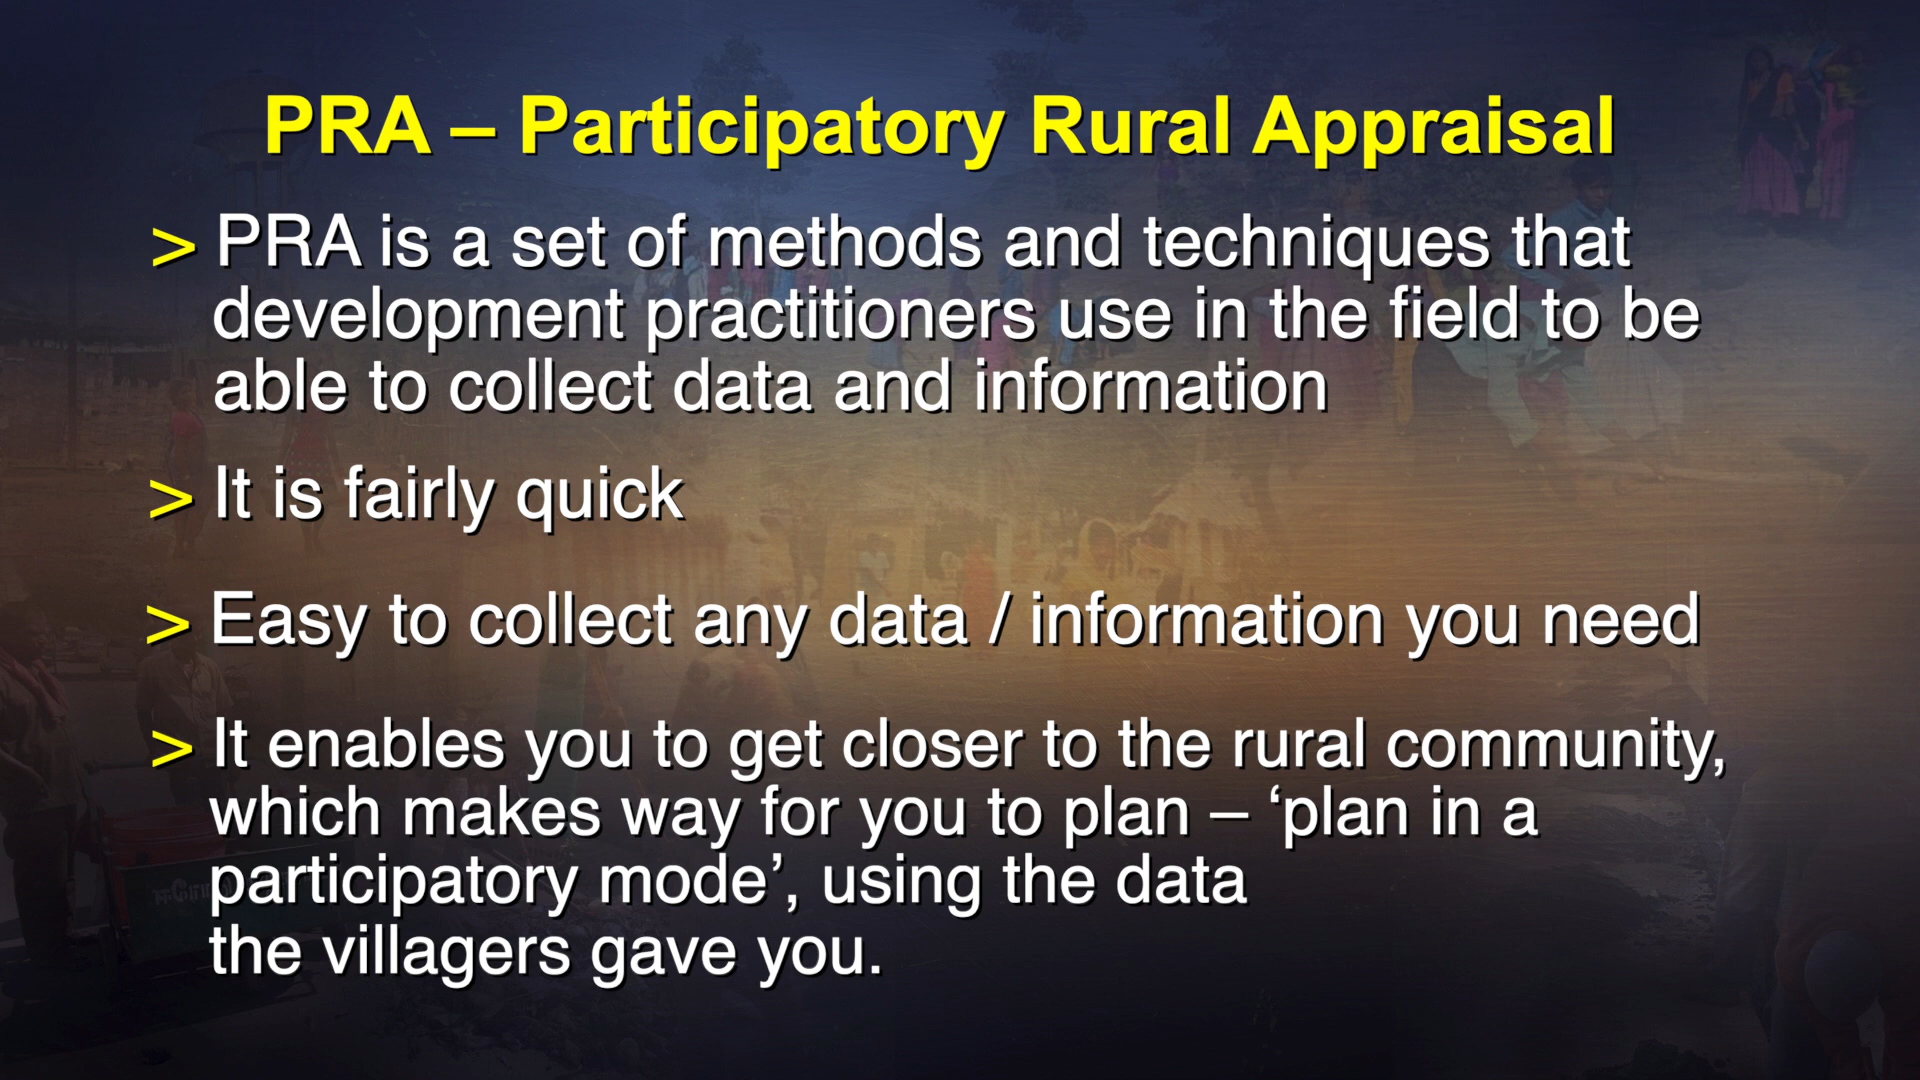 PRA – Participatory Rural Appraisal
> PRA is a set of methods and techniques that
development practitioners use in the field to be
able to collect data and information
> It is fairly quick
> Easy to collect any data / information you need
> It enables you to get closer to the rural community,
which makes way for you to plan – ‘plan in a
participatory mode’, using the data
the villagers gave you.